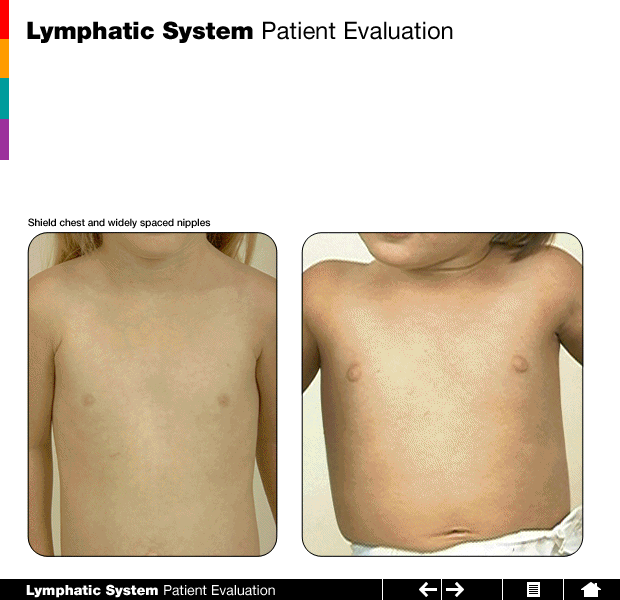 Lymphatic System Patient Evaluation
Shield chest and widely spaced nipples
Lymphatic System Patient Evaluation